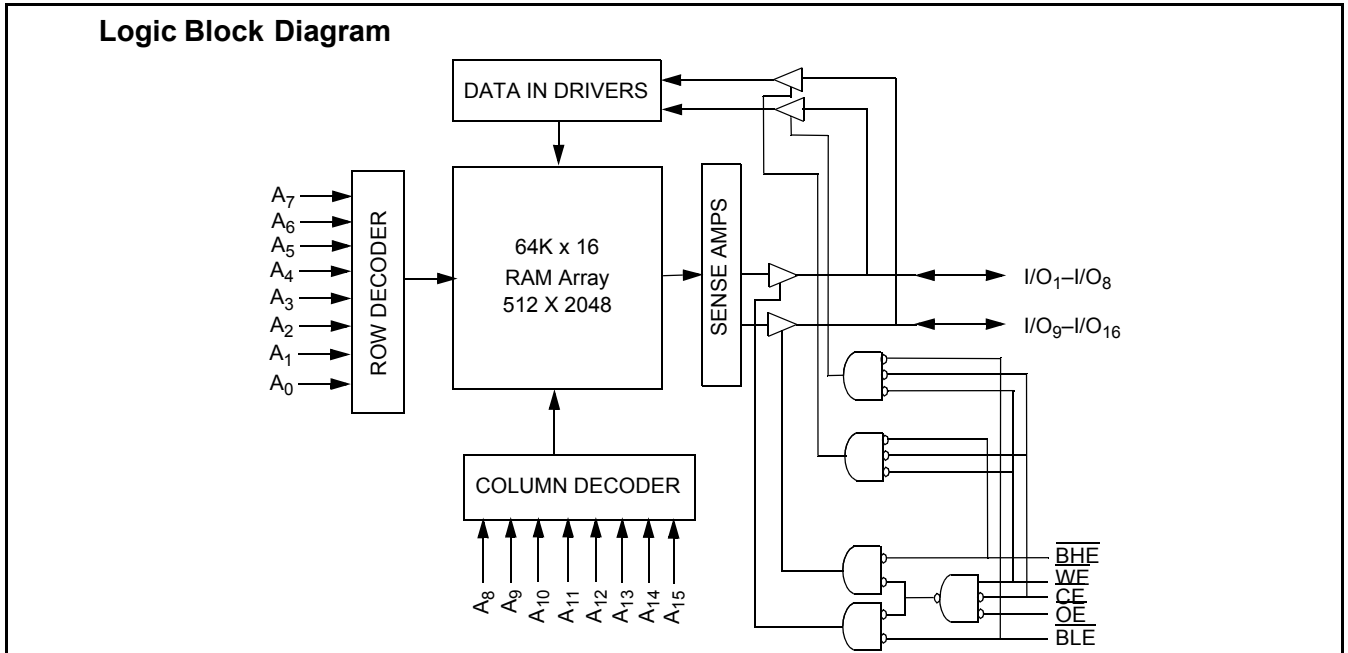 Logic Block Diagram
DATA IN DRIVERS
A7
A6
A5
A4
A3
A2
A1
A0
ROW DECODER
64K x 16
RAM Array
512 X 2048
SENSE AMPS
I/O1–I/O8
I/O9–I/O16
COLUMN DECODER
A8
A9
A10
A11
A12
A13
A14
A15
BHE
WE
CE
OE
BLE